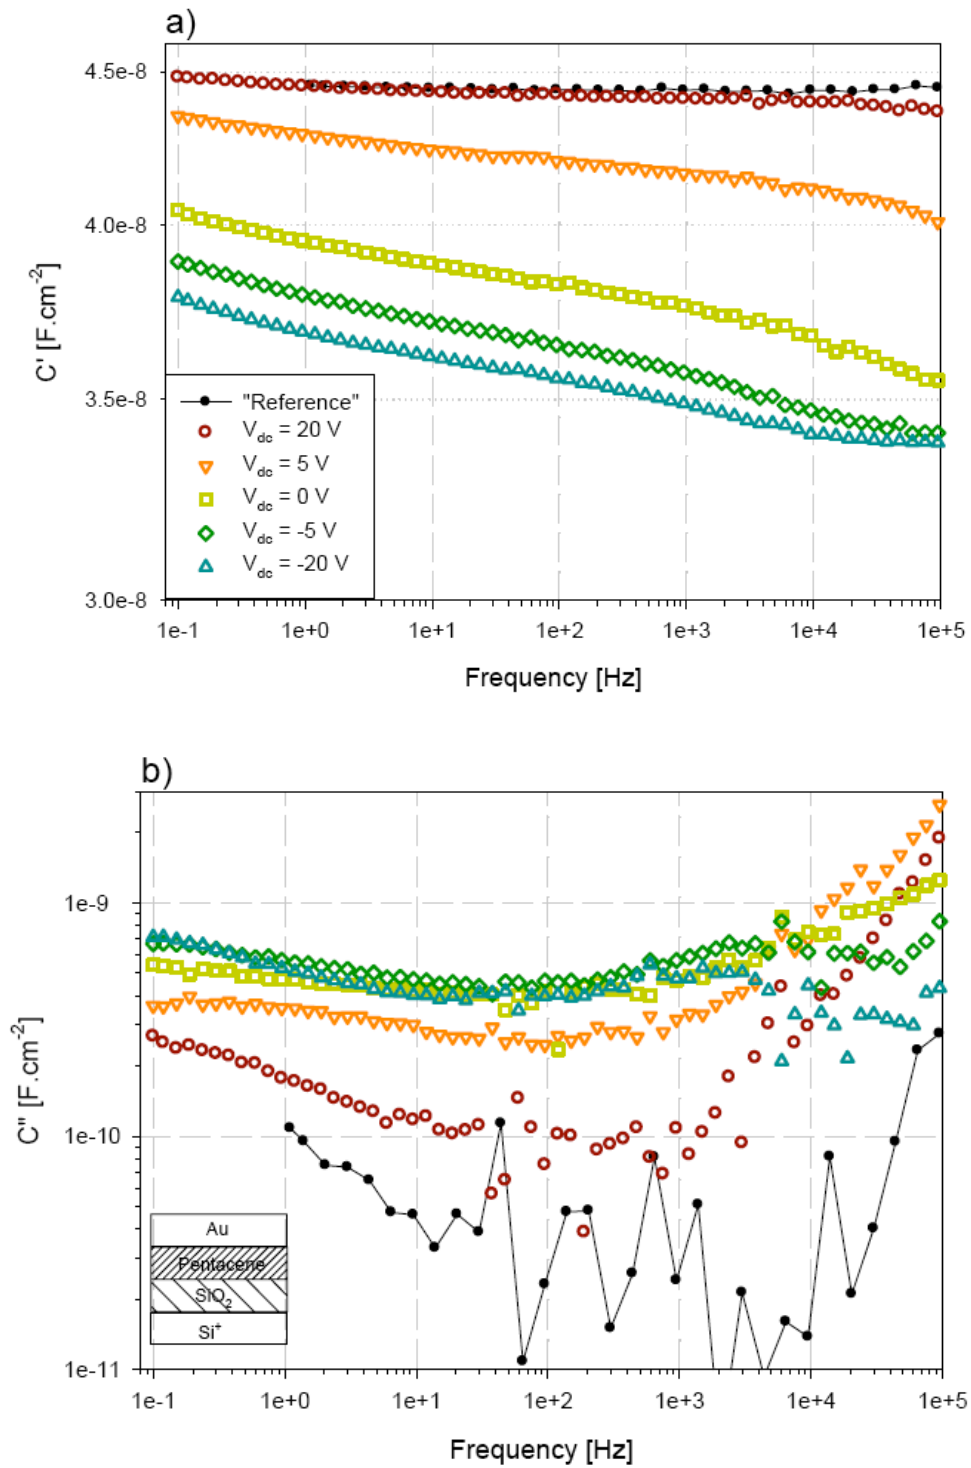 a)
4.5e-8
4.0e-8
3.5e-8
3.0e-8
C' [F.cm-2]
"Reference"
Vdc = 20 V
Vdc = 5 V
Vdc = 0 V
Vdc = -5 V
Vdc = -20 V
1e-1 1e+0 1e+1 1e+2 1e+3 1e+4 1e+5
Frequency [Hz]
b)
1e-9
1e-10
1e-11
C" [F.cm-2]
Au
Pentacene
SIO2
Si+
1e-1 1e+0 1e+1 1e+2 1e+3 1e+4 1e+5
Frequency [Hz]